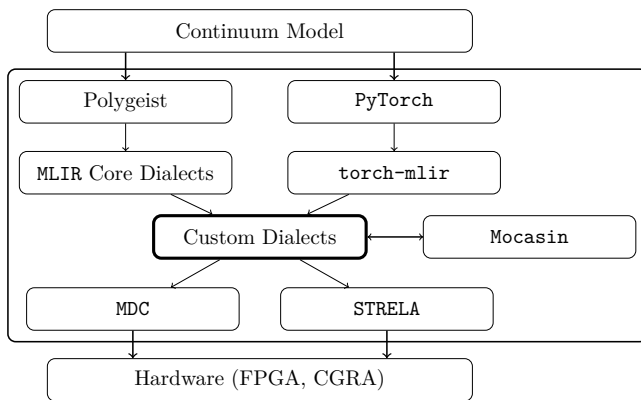 Continuum Model
Polygeist
PyTorch
MLIR Core Dialects
torch-mlir
Custom Dialects
Mocasin
MDC
STRELA
Hardware (FPGA, CGRA)